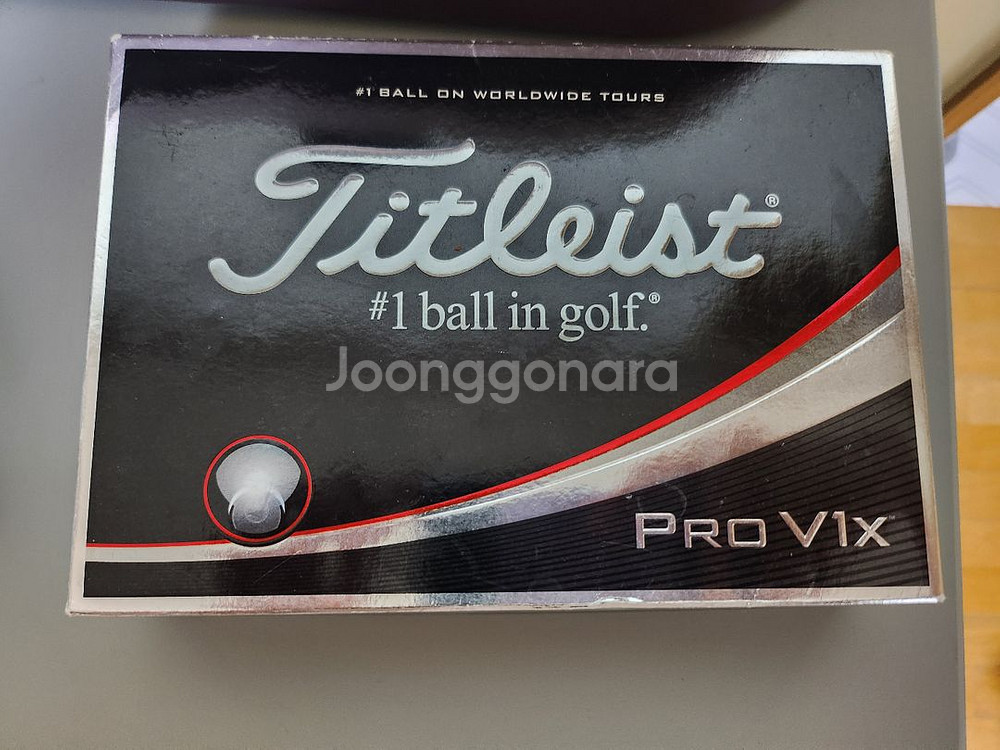 #1 BALL ON WORLDWIDE TOURS
Titleist®
#1 ball in golf.®
Joonggonara
PRO V1x™